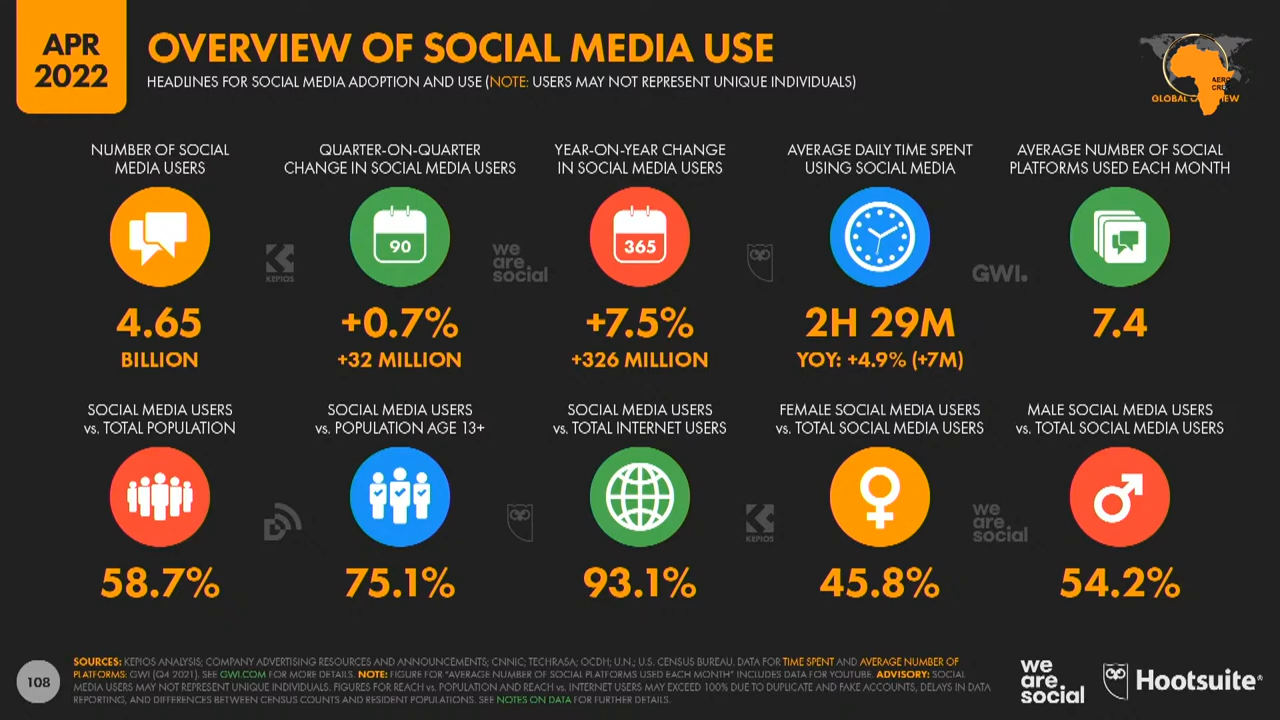 APR
2022
OVERVIEW OF SOCIAL MEDIA USE
HEADLINES FOR SOCIAL MEDIA ADOPTION AND USE (NOTE: USERS MAY NOT REPRESENT UNIQUE INDIVIDUALS)
GLOBAL
NUMBER OF SOCIAL
MEDIA USERS
QUARTER-ON-QUARTER
CHANGE IN SOCIAL MEDIA USERS
YEAR-ON-YEAR CHANGE
IN SOCIAL MEDIA USERS
AVERAGE DAILY TIME SPENT
USING SOCIAL MEDIA
AVERAGE NUMBER OF SOCIAL
PLATFORMS USED EACH MONTH
90
365
KEPIOS
we
are
social
GWI.
4.65
BILLION
+0.7%
+32 MILLION
+7.5%
+326 MILLION
2H 29M
YOY: +4.9% (+7M)
7.4
SOCIAL MEDIA USERS
vs. TOTAL POPULATION
SOCIAL MEDIA USERS
vs. POPULATION AGE 13+
SOCIAL MEDIA USERS
vs. TOTAL INTERNET USERS
FEMALE SOCIAL MEDIA USERS
vs. TOTAL SOCIAL MEDIA USERS
MALE SOCIAL MEDIA USERS
vs. TOTAL SOCIAL MEDIA USERS
KEPIOS
we
are
social
58.7%
75.1%
93.1%
45.8%
54.2%
108
SOURCES: KEPIOS ANALYSIS; COMPANY ADVERTISING RESOURCES AND ANNOUNCEMENTS; CNNIC; TECHRASA; OCDH; U.N.; U.S. CENSUS BUREAU. DATA FOR TIME SPENT AND AVERAGE NUMBER OF
PLATFORMS: GWI (Q4 2021). SEE GWI.COM FOR MORE DETAILS. NOTE: FIGURE FOR "AVERAGE NUMBER OF SOCIAL PLATFORMS USED EACH MONTH" INCLUDES DATA FOR YOUTUBE. ADVISORY: SOCIAL
MEDIA USERS MAY NOT REPRESENT UNIQUE INDIVIDUALS. FIGURES FOR REACH vs. POPULATION AND REACH vs. INTERNET USERS MAY EXCEED 100% DUE TO DUPLICATE AND FAKE ACCOUNTS, DELAYS IN DATA
REPORTING, AND DIFFERENCES BETWEEN CENSUS COUNTS AND RESIDENT POPULATIONS. SEE NOTES ON DATA FOR FURTHER DETAILS.
we
are
social
Hootsuite®